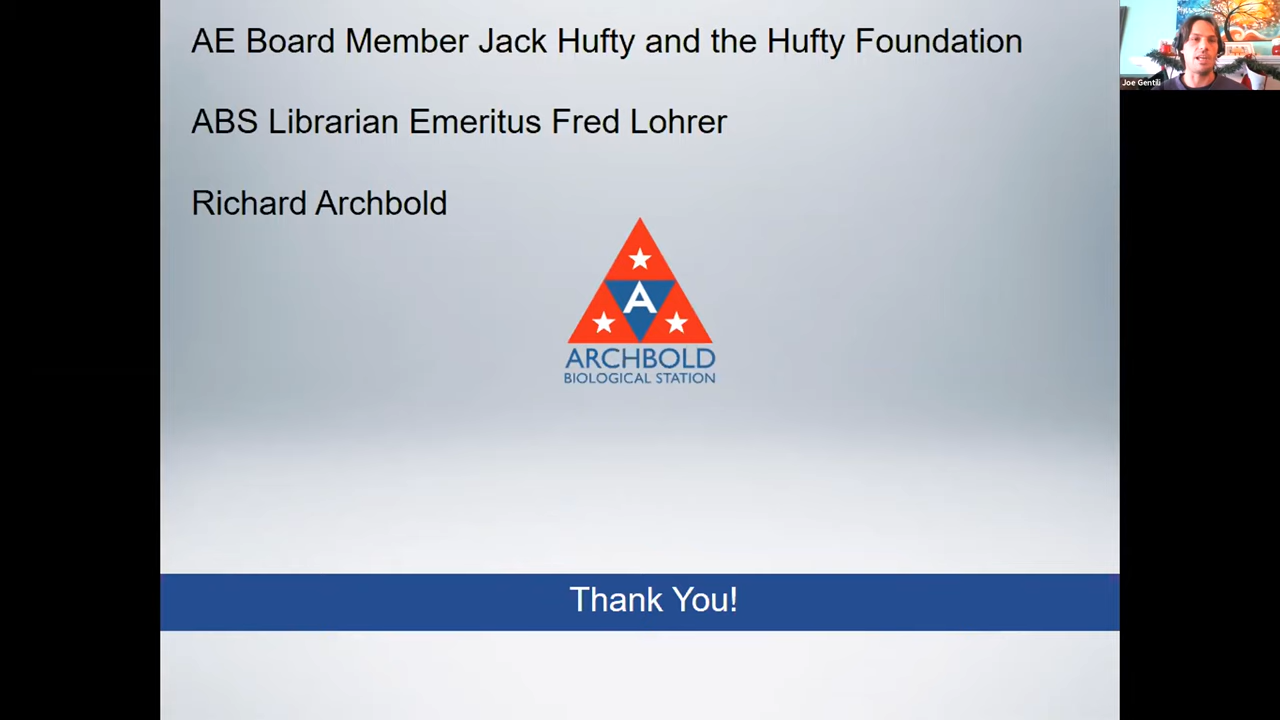 AE Board Member Jack Hufty and the Hufty Foundation
Joe Gentili
ABS Librarian Emeritus Fred Lohrer
Richard Archbold
A
ARCHBOLD
BIOLOGICAL STATION
Thank You!